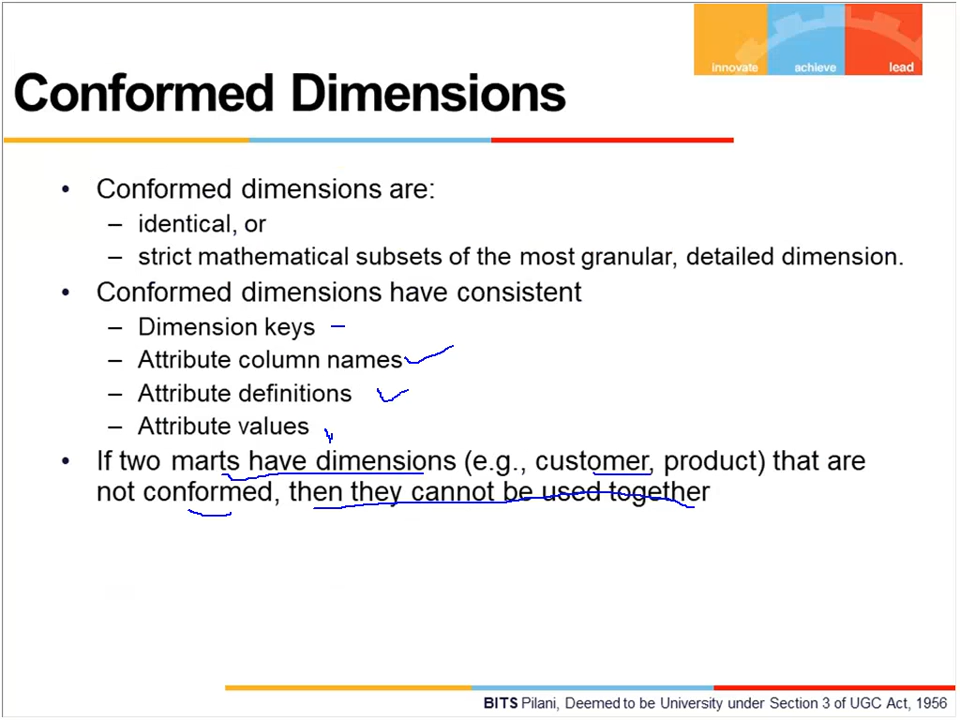 innovate achieve lead
Conformed Dimensions
• Conformed dimensions are:
– identical, or
– strict mathematical subsets of the most granular, detailed dimension.
• Conformed dimensions have consistent
– Dimension keys
– Attribute column names
– Attribute definitions
– Attribute values
• If two marts have dimensions (e.g., customer, product) that are
not conformed, then they cannot be used together
BITS Pilani, Deemed to be University under Section 3 of UGC Act, 1956